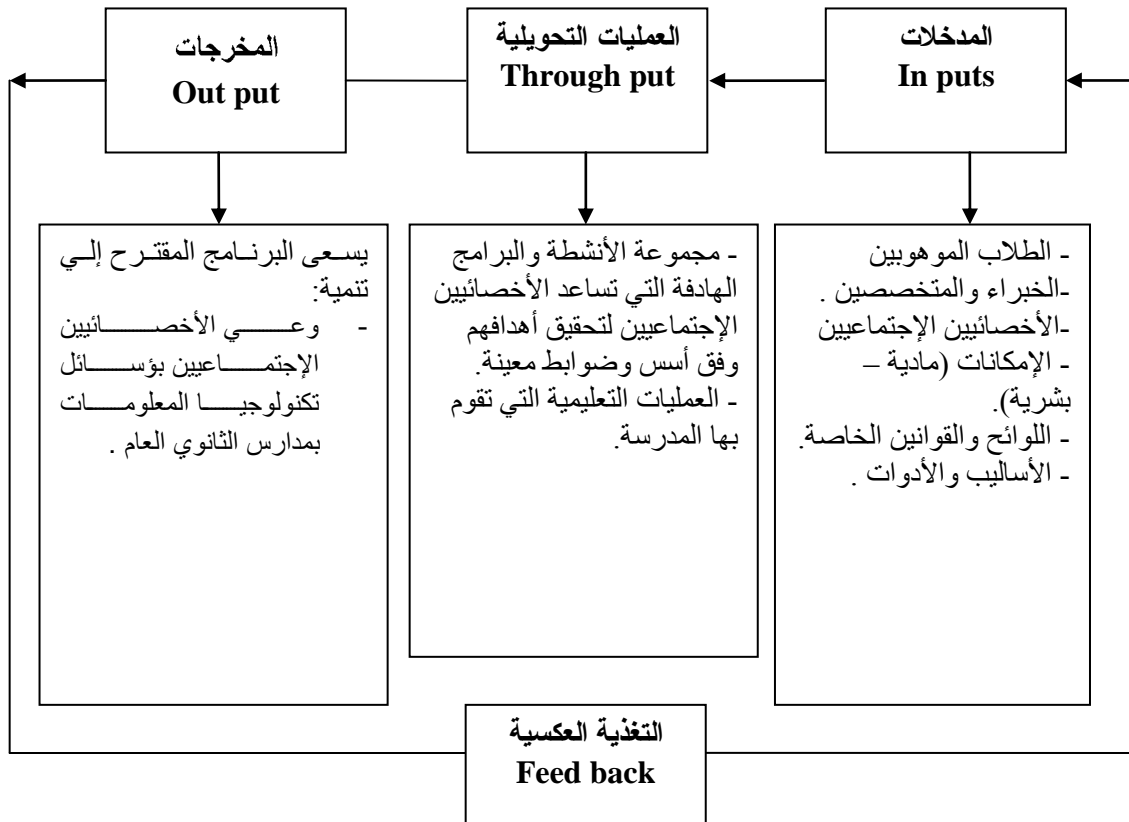 المدخلات
In puts
العمليات التحويلية
Through put
المخرجات
Out put
- الطلاب الموهوبين
-الخبراء والمتخصصين .
-الأخصائيين الإجتماعيين
- الإمكانات (مادية –
بشرية).
- اللوائح والقوانين الخاصة.
- الأساليب والأدوات .
- مجموعة الأنشطة والبرامج
الهادفة التي تساعد الأخصائيين
الإجتماعيين لتحقيق أهدافهم
وفق أسس وضوابط معينة.
- العمليات التعليمية التي تقوم
بها المدرسة.
يسعى البرنامج المقترح إلي
تنمية:
- وعي الأخصائيين
الإجتماعيين بؤسائل
تكنولوجيا المعلومات
بمدارس الثانوي العام .
التغذية العكسية
Feed back